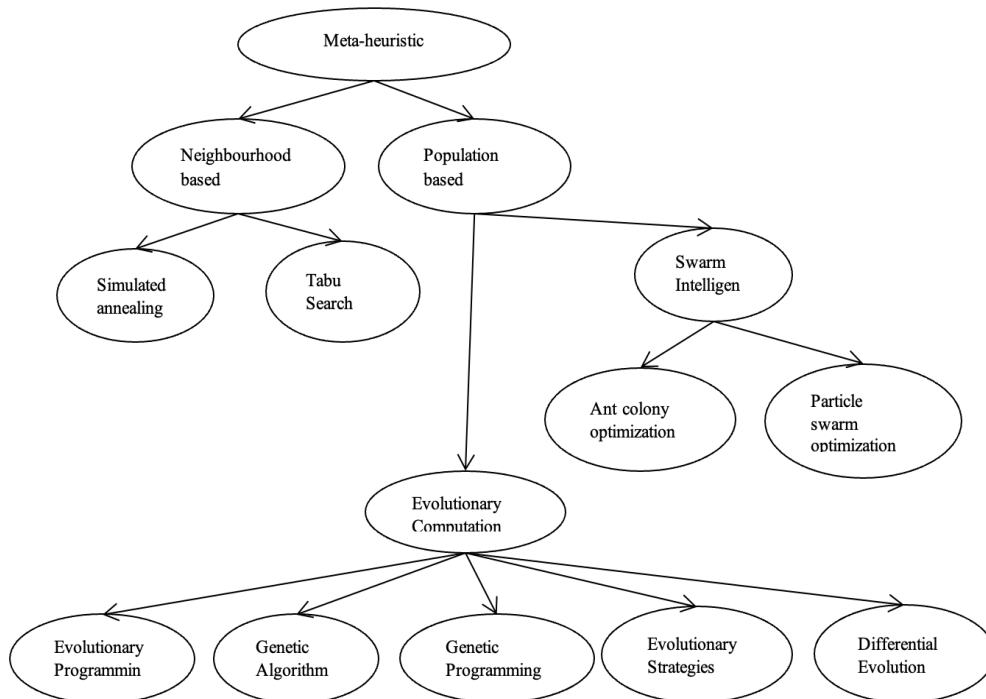 Meta-heuristic
Neighbourhood
based
Population
based
Simulated
annealing
Tabu
Search
Swarm
Intelligen
Ant colony
optimization
Particle
swarm
optimization
Evolutionary
Computation
Evolutionary
Programmin
Genetic
Algorithm
Genetic
Programming
Evolutionary
Strategies
Differential
Evolution